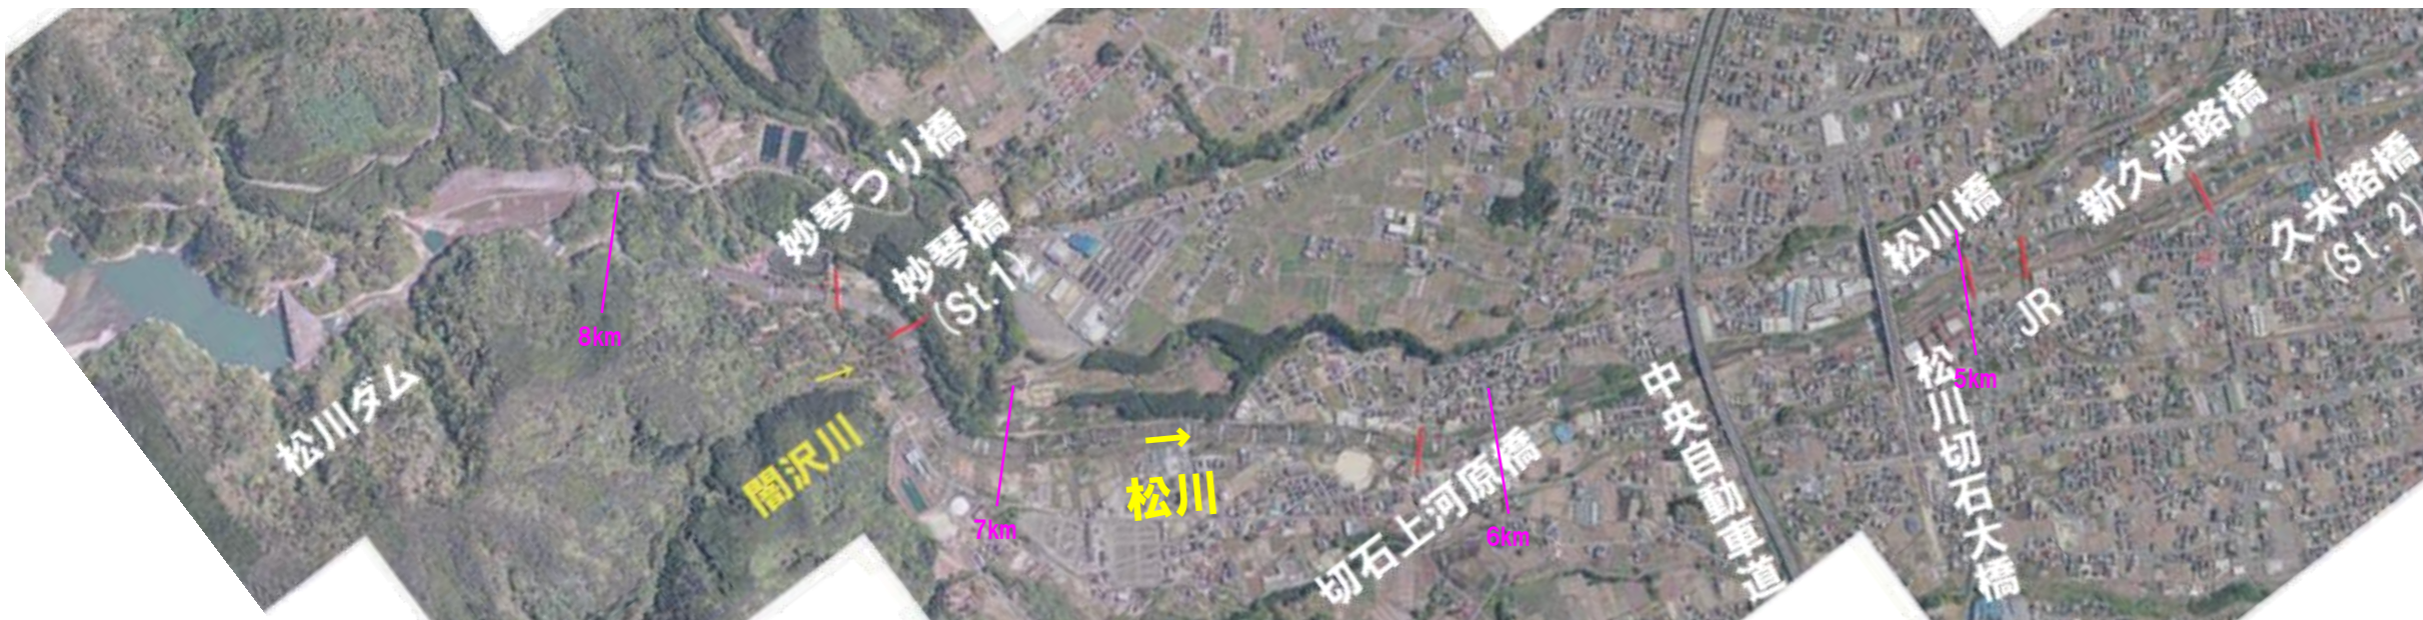 松川ダム
8km
妙琴つり橋
妙琴橋
(St.1)
闇沢川
7km
→
松川
切石上河原橋
6km
中央自動車道
松川切石大橋
松川橋
5km
JR
新久米路橋
久米路橋
(St.2)